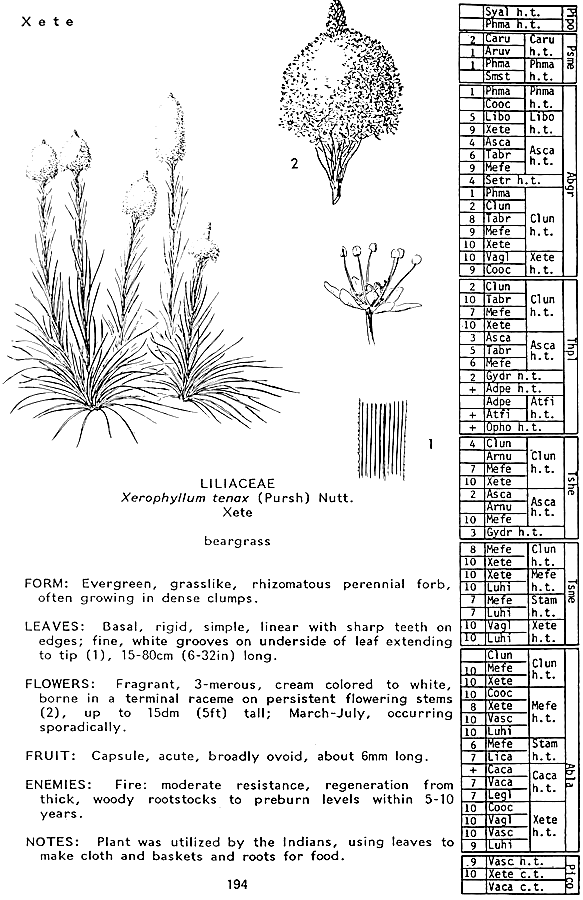 Xete
2
1
LILIACEAE
Xerophyllum tenax (Pursh) Nutt.
Xete
beargrass
FORM: Evergreen, grasslike, rhizomatous perennial forb,
often growing in dense clumps.
LEAVES: Basal, rigid, simple, linear with sharp teeth on
edges; fine, white grooves on underside of leaf extending
to tip (1), 15-80cm (6-32in) long.
FLOWERS: Fragrant, 3-merous, cream colored to white,
borne in a terminal raceme on persistent flowering stems
(2), up to 15dm (5ft) tall; March-July, occurring
sporadically.
FRUIT: Capsule, acute, broadly ovoid, about 6mm long.
ENEMIES: Fire: moderate resistance, regeneration from
thick, woody rootstocks to preburn levels within 5-10
years.
NOTES: Plant was utilized by the Indians, using leaves to
make cloth and baskets and roots for food.
194
Syal h.t.
Phma h.t.
Pipo
2 Caru Caru
1 Aruv h.t.
1 Phma Phma
Smst h.t.
Psme
1 Phma Phma
Cooc h.t.
5 Libo Libo
9 Xete h.t.
4 Asca
6 Tabr Asca
9 Mefe h.t.
4 Setr h.t.
1 Phma
2 Clun
8 Tabr Clun
9 Mefe h.t.
10 Xete
10 Vagl Xete
9 Cooc h.t.
Abgr
2 Clun
10 Tabr Clun
7 Mefe h.t.
10 Xete
3 Asca
5 Tabr Asca
6 Mefe h.t.
2 Gydr h.t.
+ Adpe h.t.
Adpe Atfi
+ Atfi h.t.
+ Opho h.t.
Thpl
4 Clun
Arnu Clun
7 Mefe h.t.
10 Xete
2 Asca
Arnu Asca
10 Mefe h.t.
3 Gydr h.t.
Tshe
8 Mefe Clun
10 Xete h.t.
10 Xete Mefe
10 Luhi h.t.
7 Mefe Stam
7 Luhi h.t.
10 Vagl Xete
10 Luhi h.t.
Tsme
Clun
10 Mefe Clun
10 Xete h.t.
10 Cooc
8 Xete Mefe
10 Vasc h.t.
10 Luhi
6 Mefe Stam
7 Lica h.t.
+ Caca Caca
7 Vaca h.t.
7 Legl
10 Cooc
10 Vagl Xete
10 Vasc h.t.
9 Luhi
Abla
9 Vasc h.t.
10 Xete c.t.
Vaca c.t.
Pico